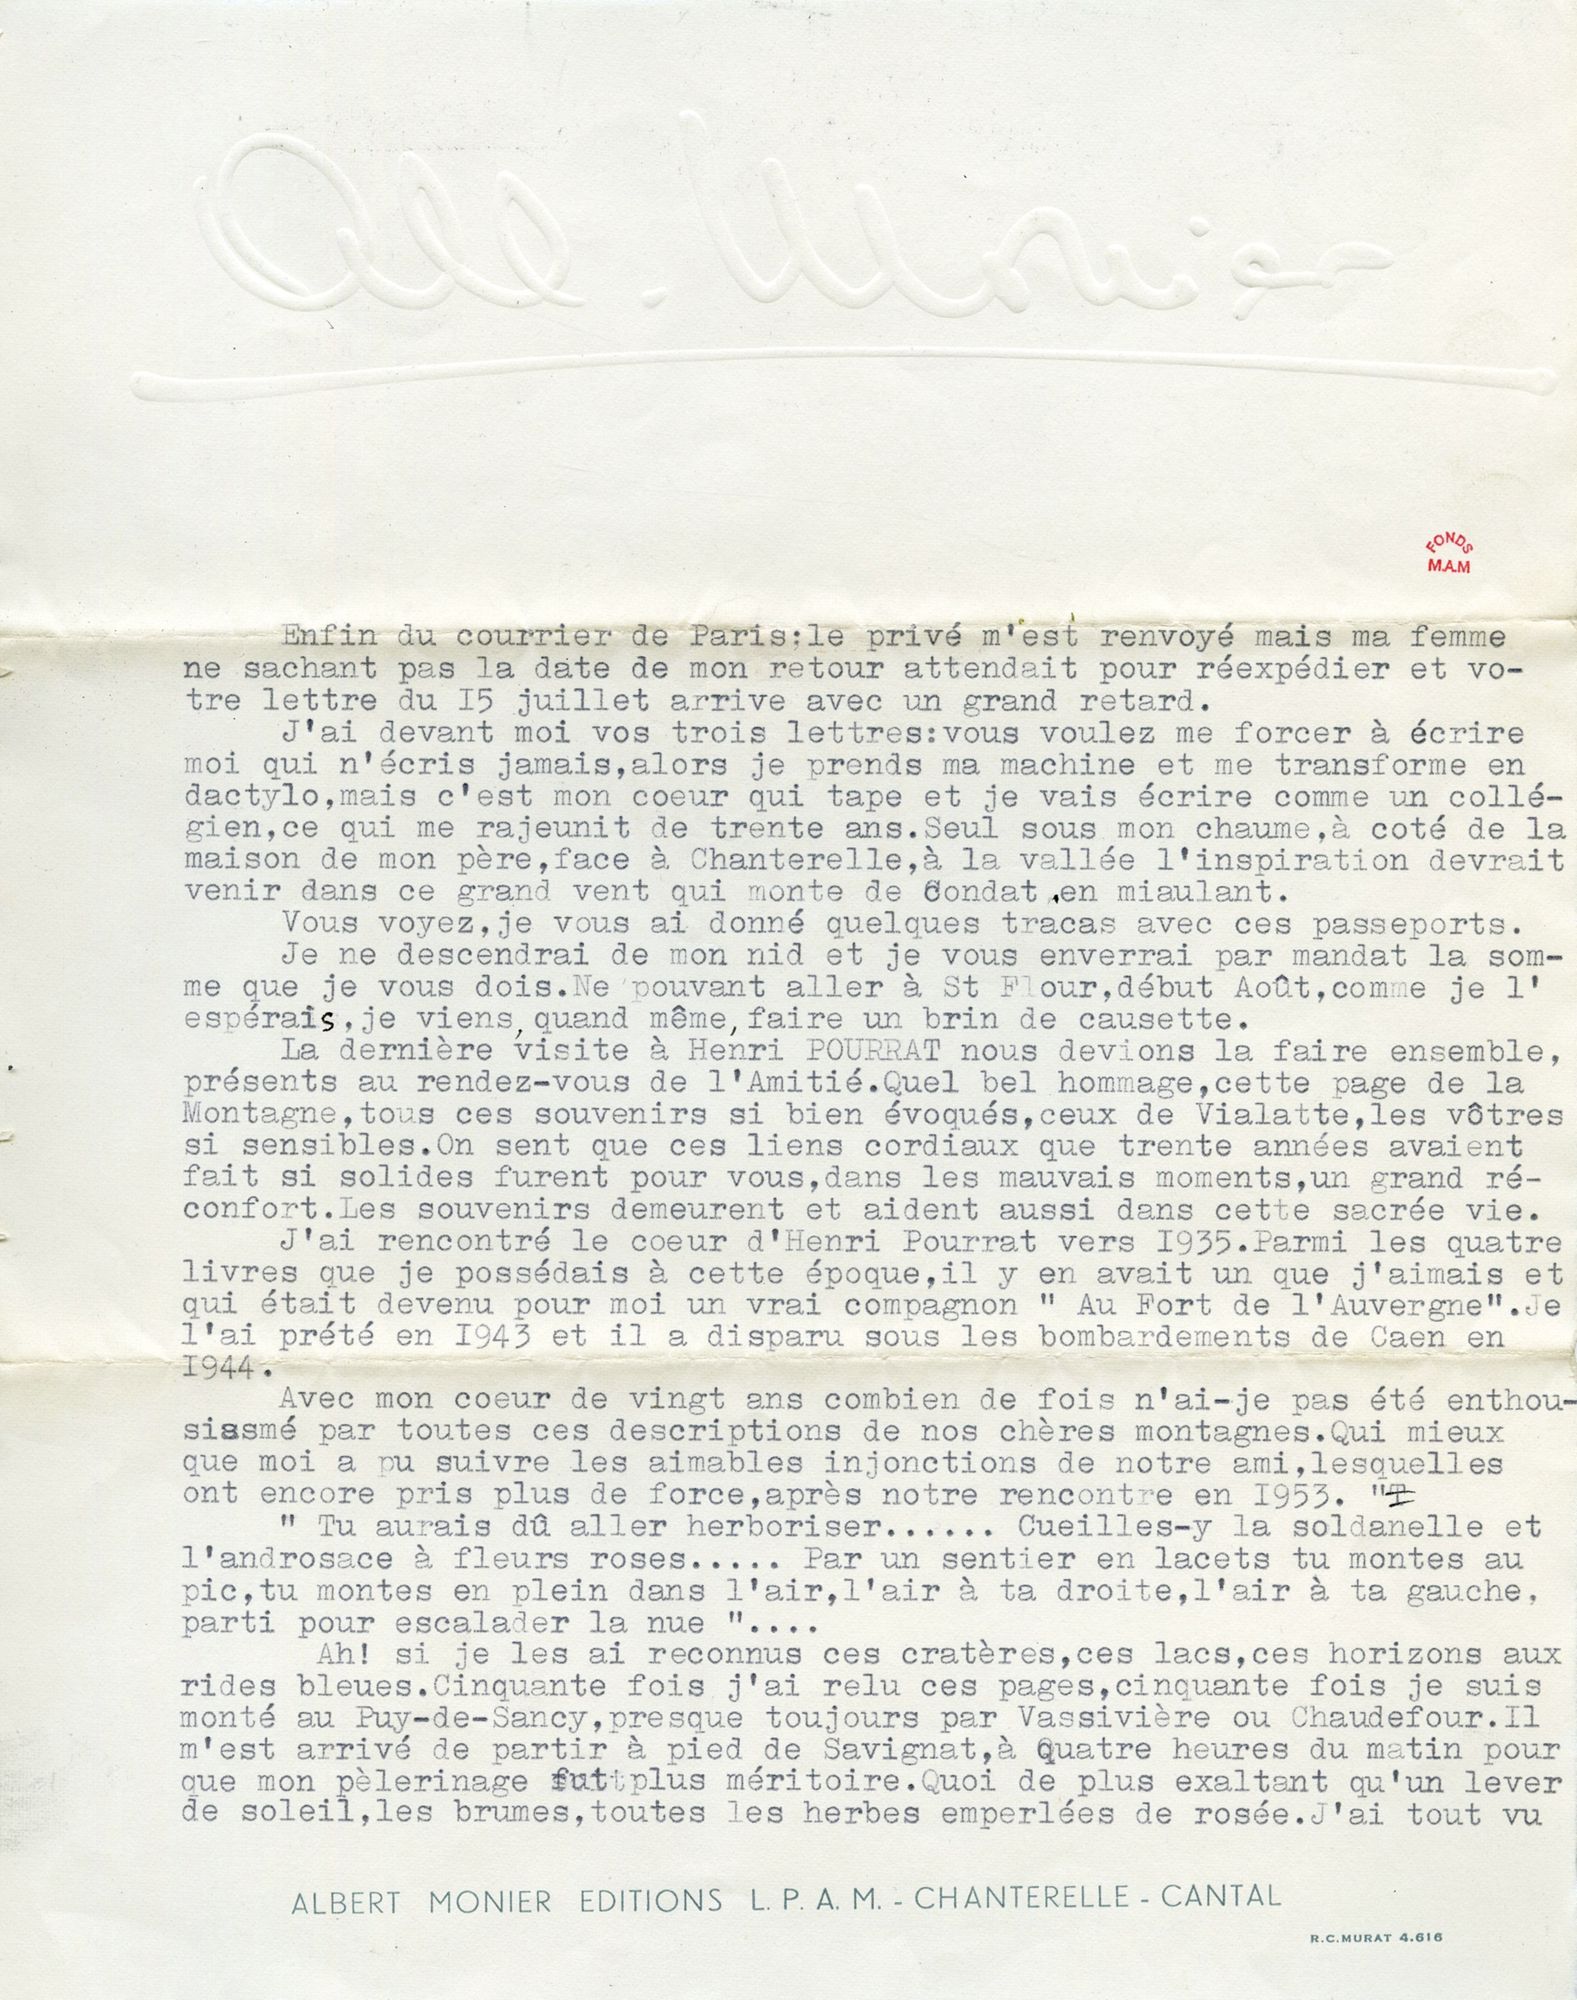 FONDS
M.A.M
Enfin du courrier de Paris:le privé m'est renvoyé mais ma femme
ne sachant pas la date de mon retour attendait pour réexpédier et vo-
tre lettre du I5 juillet arrive avec un grand retard.
J'ai devant moi vos trois lettres:vous voulez me forcer à écrire
moi qui n'écris jamais,alors je prends ma machine et me transforme en
dactylo,mais c'est mon coeur qui tape et je vais écrire comme un collé-
gien,ce qui me rajeunit de trente ans.Seul sous mon chaume,à coté de la
maison de mon père,face à Chanterelle,à la vallée l'inspiration devrait
venir dans ce grand vent qui monte de Condat ,en miaulant.
Vous voyez,je vous ai donné quelques tracas avec ces passeports.
Je ne descendrai de mon nid et je vous enverrai par mandat la som-
me que je vous dois.Ne pouvant aller à St Flour,début Août,comme je l'
espérais,je viens,quand même,faire un brin de causette.
La dernière visite à Henri POURRAT nous devions la faire ensemble,
présents au rendez-vous de l'Amitié.Quel bel hommage,cette page de la
Montagne,tous ces souvenirs si bien évoqués,ceux de Vialatte,les vôtres
si sensibles.On sent que ces liens cordiaux que trente années avaient
fait si solides furent pour vous,dans les mauvais moments,un grand ré-
confort.Les souvenirs demeurent et aident aussi dans cette sacrée vie.
J'ai rencontré le coeur d'Henri Pourrat vers I935.Parmi les quatre
livres que je possédais à cette époque,il y en avait un que j'aimais et
qui était devenu pour moi un vrai compagnon " Au Fort de l'Auvergne".Je
l'ai prété en I943 et il a disparu sous les bombardements de Caen en
I944.
Avec mon coeur de vingt ans combien de fois n'ai-je pas été enthou-
siasmé par toutes ces descriptions de nos chères montagnes.Qui mieux
que moi a pu suivre les aimables injonctions de notre ami,lesquelles
ont encore pris plus de force,après notre rencontre en I953. "
" Tu aurais dû aller herboriser...... Cueilles-y la soldanelle et
l'androsace à fleurs roses..... Par un sentier en lacets tu montes au
pic,tu montes en plein dans l'air,l'air à ta droite,l'air à ta gauche,
parti pour escalader la nue "....
Ah! si je les ai reconnus ces cratères,ces lacs,ces horizons aux
rides bleues.Cinquante fois j'ai relu ces pages,cinquante fois je suis
monté au Puy-de-Sancy,presque toujours par Vassivière ou Chaudefour.Il
m'est arrivé de partir à pied de Savignat,à Quatre heures du matin pour
que mon pèlerinage fut plus méritoire.Quoi de plus exaltant qu'un lever
de soleil,les brumes,toutes les herbes emperlées de rosée.J'ai tout vu
ALBERT MONIER EDITIONS L. P. A. M. - CHANTERELLE - CANTAL
R.C.MURAT 4.616